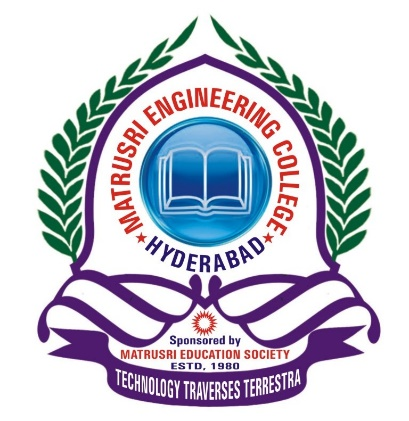 MATRUSRI ENGINEERING COLLEGE
HYDERABAD
Sponsored by
MATRUSRI EDUCATION SOCIETY
ESTD, 1980
TECHNOLOGY TRAVERSES TERRESTRA